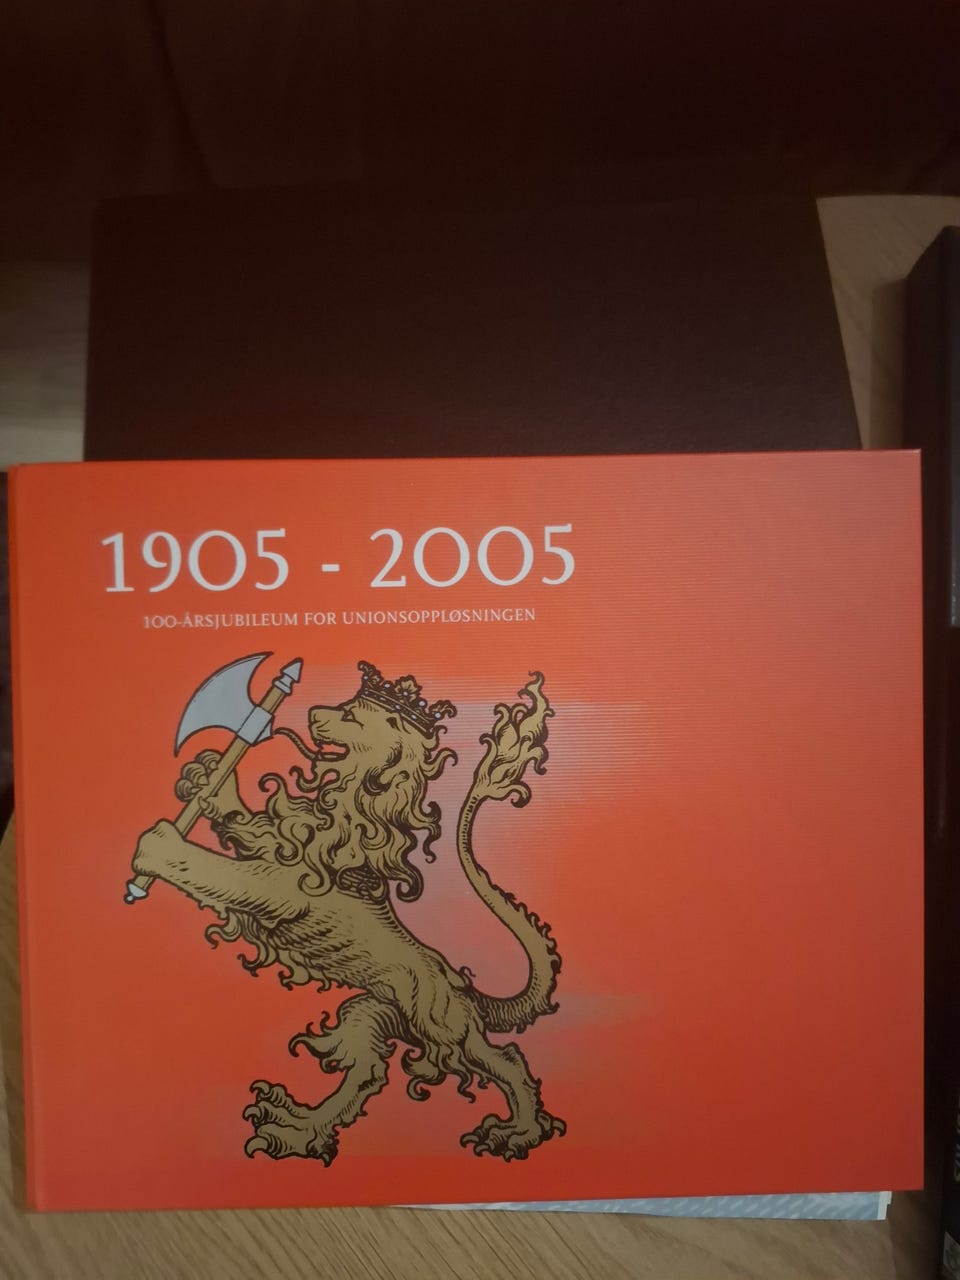 1905 - 2005
100-ÅRSJUBILEUM FOR UNIONSOPPLØSNINGEN